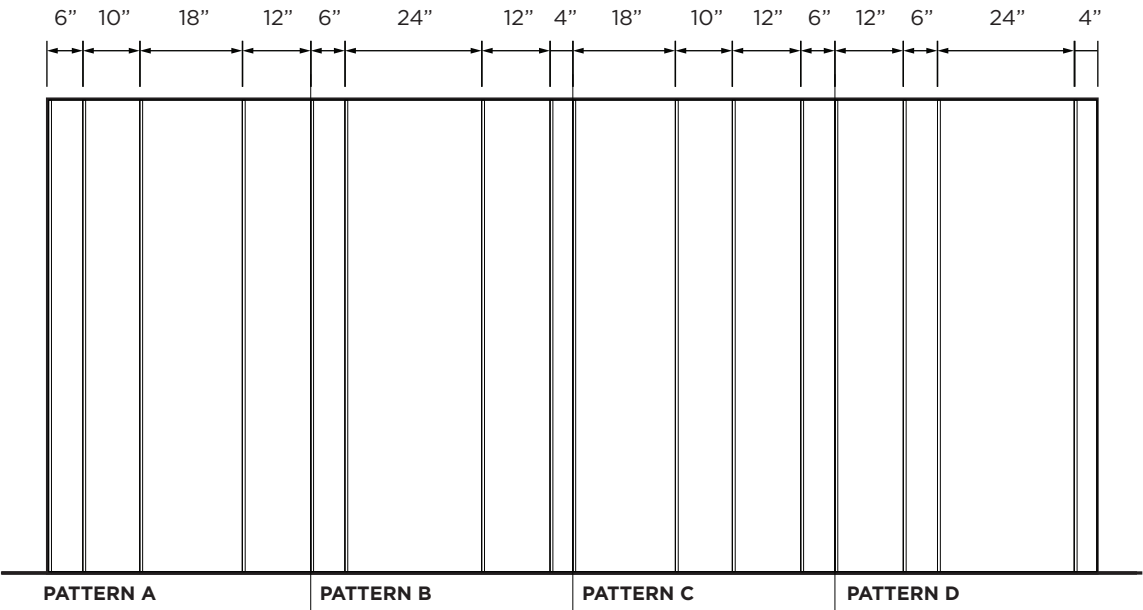 6” 10” 18” 12” 6” 24” 12” 4” 18” 10” 12” 6” 12” 6” 24” 4”
PATTERN A PATTERN B PATTERN C PATTERN D